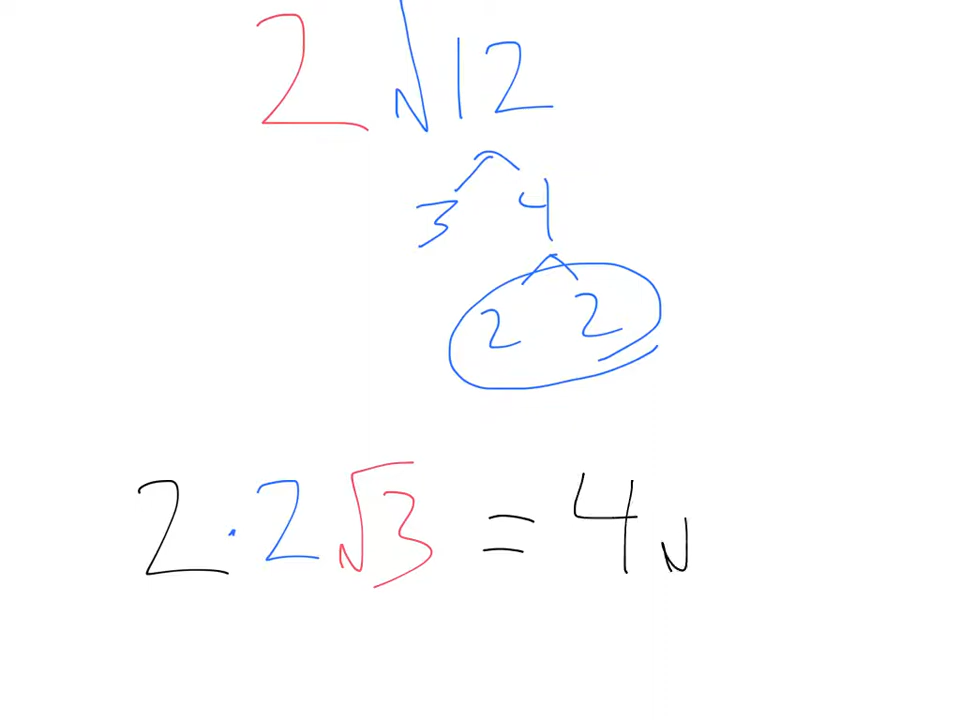 2 √12
3 4
2 2
2 · 2 √3 = 4 √